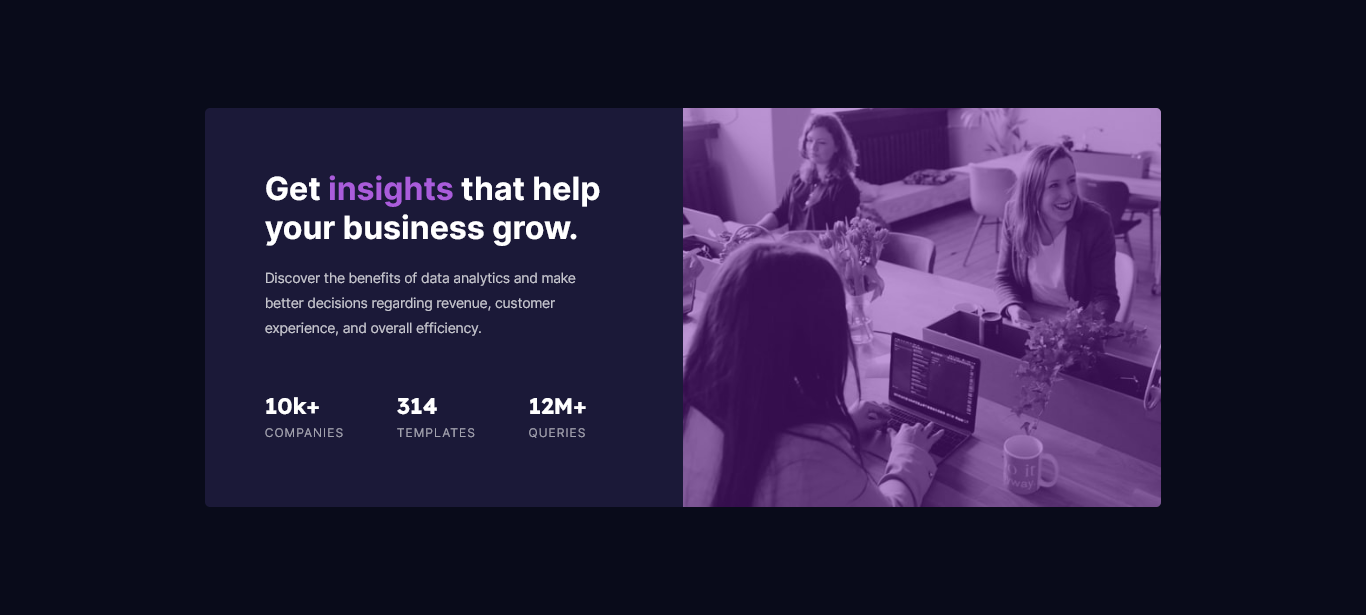 Get insights that help
your business grow.
Discover the benefits of data analytics and make
better decisions regarding revenue, customer
experience, and overall efficiency.
10k+ 314 12M+
COMPANIES TEMPLATES QUERIES